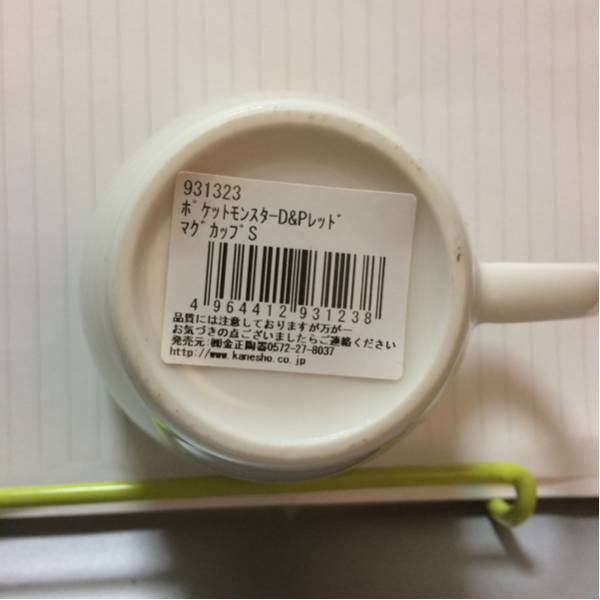 931323
ポケットモンスターD&Pレッド
マグカップS
4 964412 931238
品質には注意しておりますが万が一
お気づきの点ございましたらご連絡ください
発売元:㈱金正陶器0572-27-8037
http://www.kanesho.co.jp